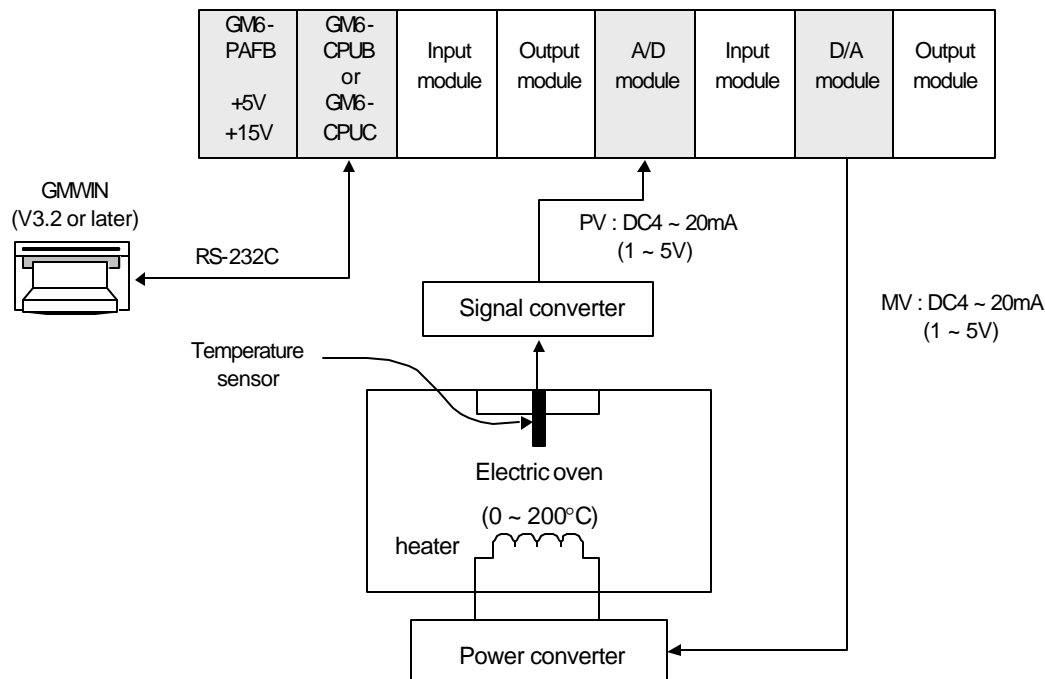 GM6-
PAFB
+5V
+15V
GM6-
CPUB
or
GM6-
CPUC
Input
module
Output
module
A/D
module
Input
module
D/A
module
Output
module
GMWIN
(V3.2 or later)
RS-232C
PV : DC4 ~ 20mA
(1 ~ 5V)
Signal converter
MV : DC4 ~ 20mA
(1 ~ 5V)
Temperature
sensor
Electric oven
(0 ~ 200°C)
heater
Power converter